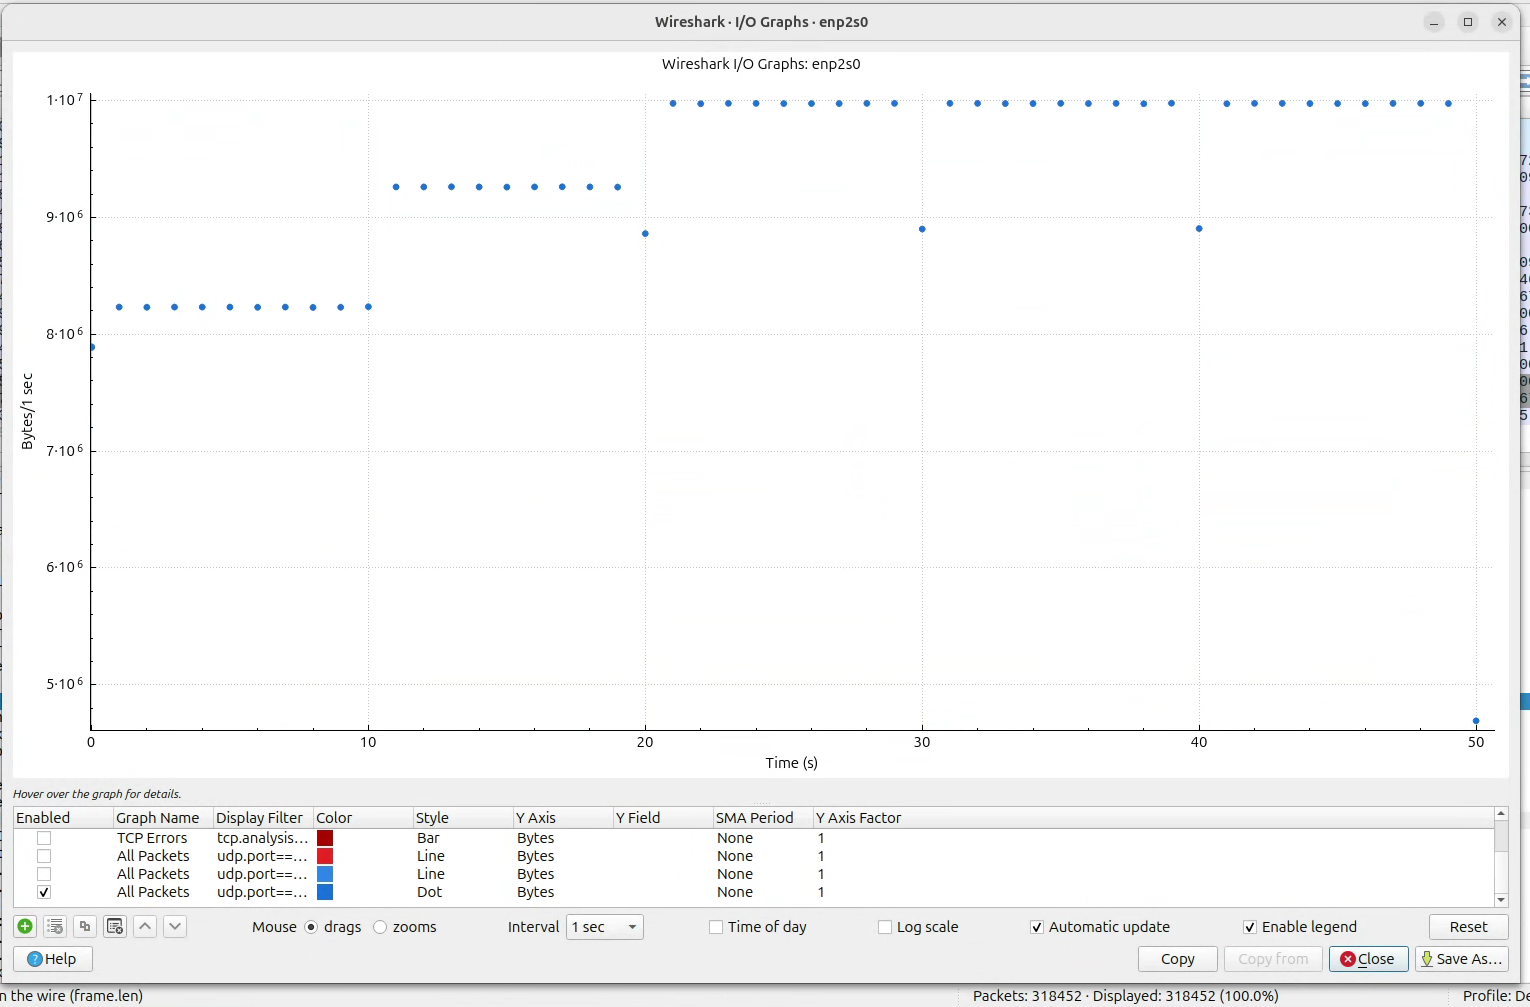 Wireshark · I/O Graphs · enp2s0
Wireshark I/O Graphs: enp2s0
1·10⁷
9·10⁶
8·10⁶
7·10⁶
6·10⁶
5·10⁶
Bytes/1 sec
0 10 20 30 40 50
Time (s)
Hover over the graph for details.
Enabled Graph Name Display Filter Color Style Y Axis Y Field SMA Period Y Axis Factor
TCP Errors tcp.analysis... Bar Bytes None 1
All Packets udp.port==... Line Bytes None 1
All Packets udp.port==... Line Bytes None 1
All Packets udp.port==... Dot Bytes None 1
Mouse drags zooms Interval 1 sec Time of day Log scale Automatic update Enable legend Reset
Help Copy Copy from Close Save As...
n the wire (frame.len) Packets: 318452 · Displayed: 318452 (100.0%) Profile: De